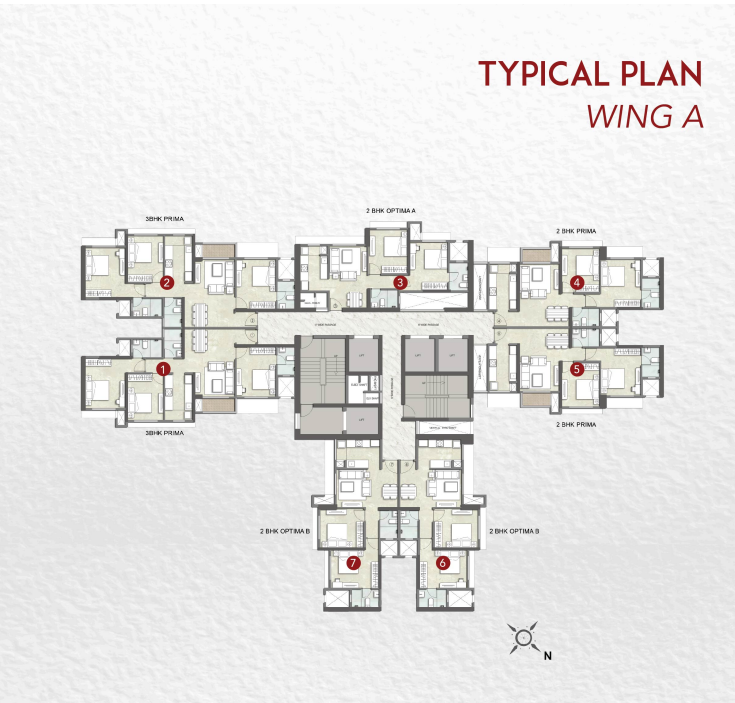 TYPICAL PLAN
WING A
3BHK PRIMA
2 BHK OPTIMA A
2 BHK PRIMA
2
3
4
1
5
LIFT
LIFT
LIFT
LIFT
3BHK PRIMA
2 BHK PRIMA
2 BHK OPTIMA B
2 BHK OPTIMA B
7
6
N